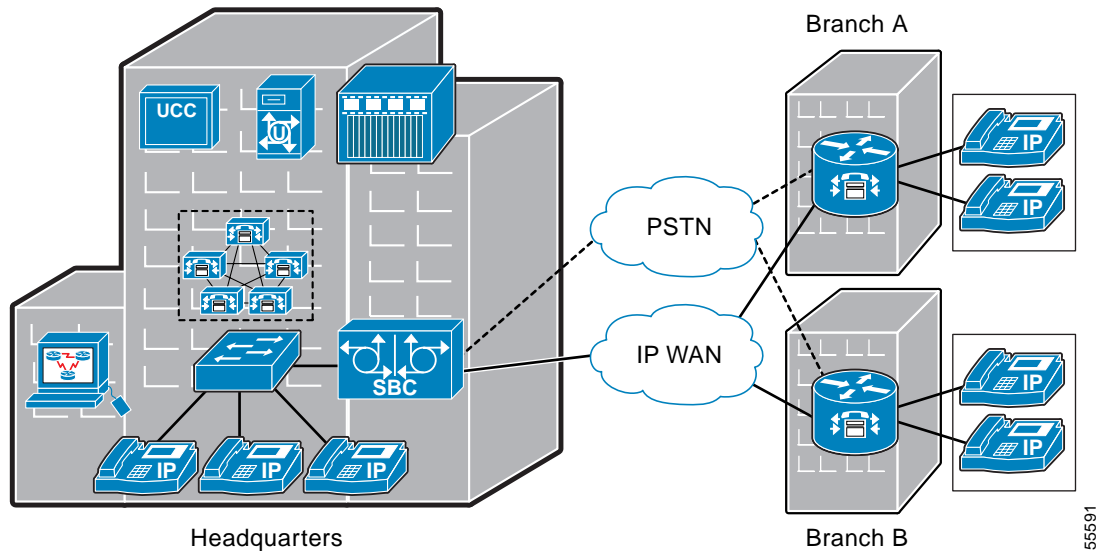 Branch A
UCC
U
IP
IP
PSTN
IP WAN
SBC
IP
IP
IP
IP
IP
Headquarters
Branch B
55591